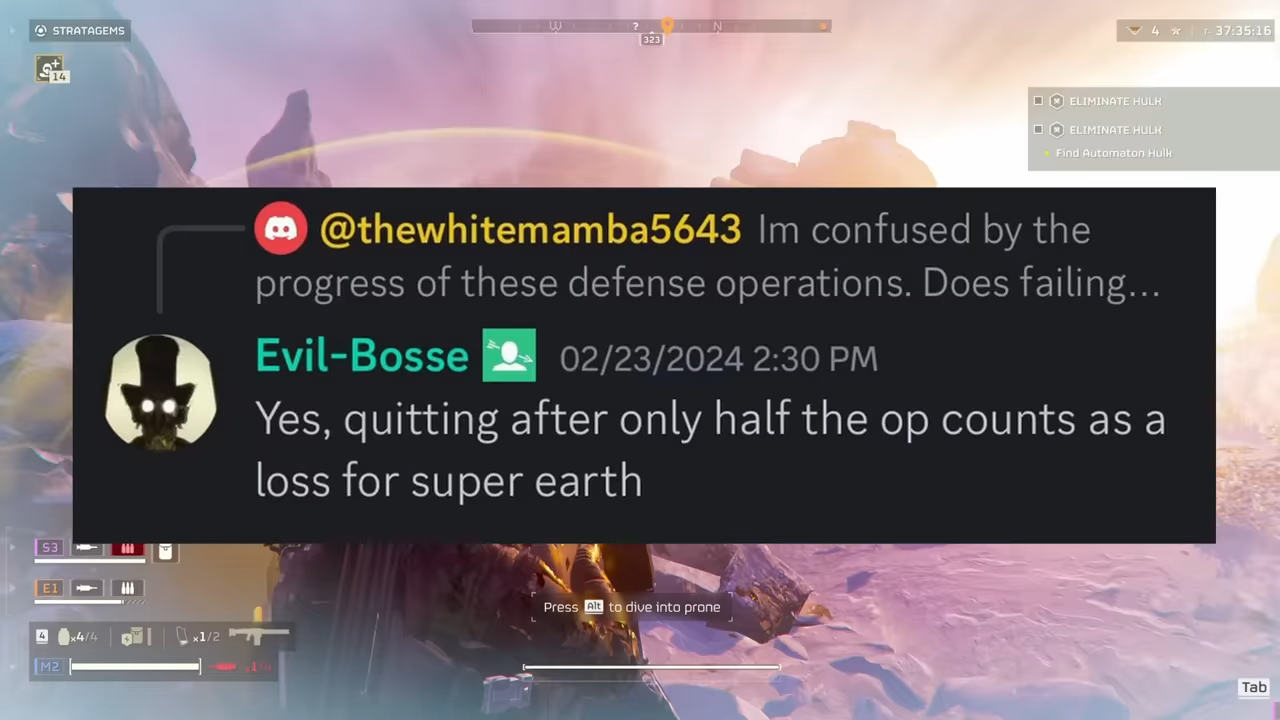 STRATAGEMS
14
W ? N
323
4 T- 37:35:16
ELIMINATE HULK
ELIMINATE HULK
Find Automaton Hulk
@thewhitemamba5643 Im confused by the
progress of these defense operations. Does failing...
Evil-Bosse 02/23/2024 2:30 PM
Yes, quitting after only half the op counts as a
loss for super earth
S3
E1
Press Alt to dive into prone
4 x4/4 x1/2
M2
Tab